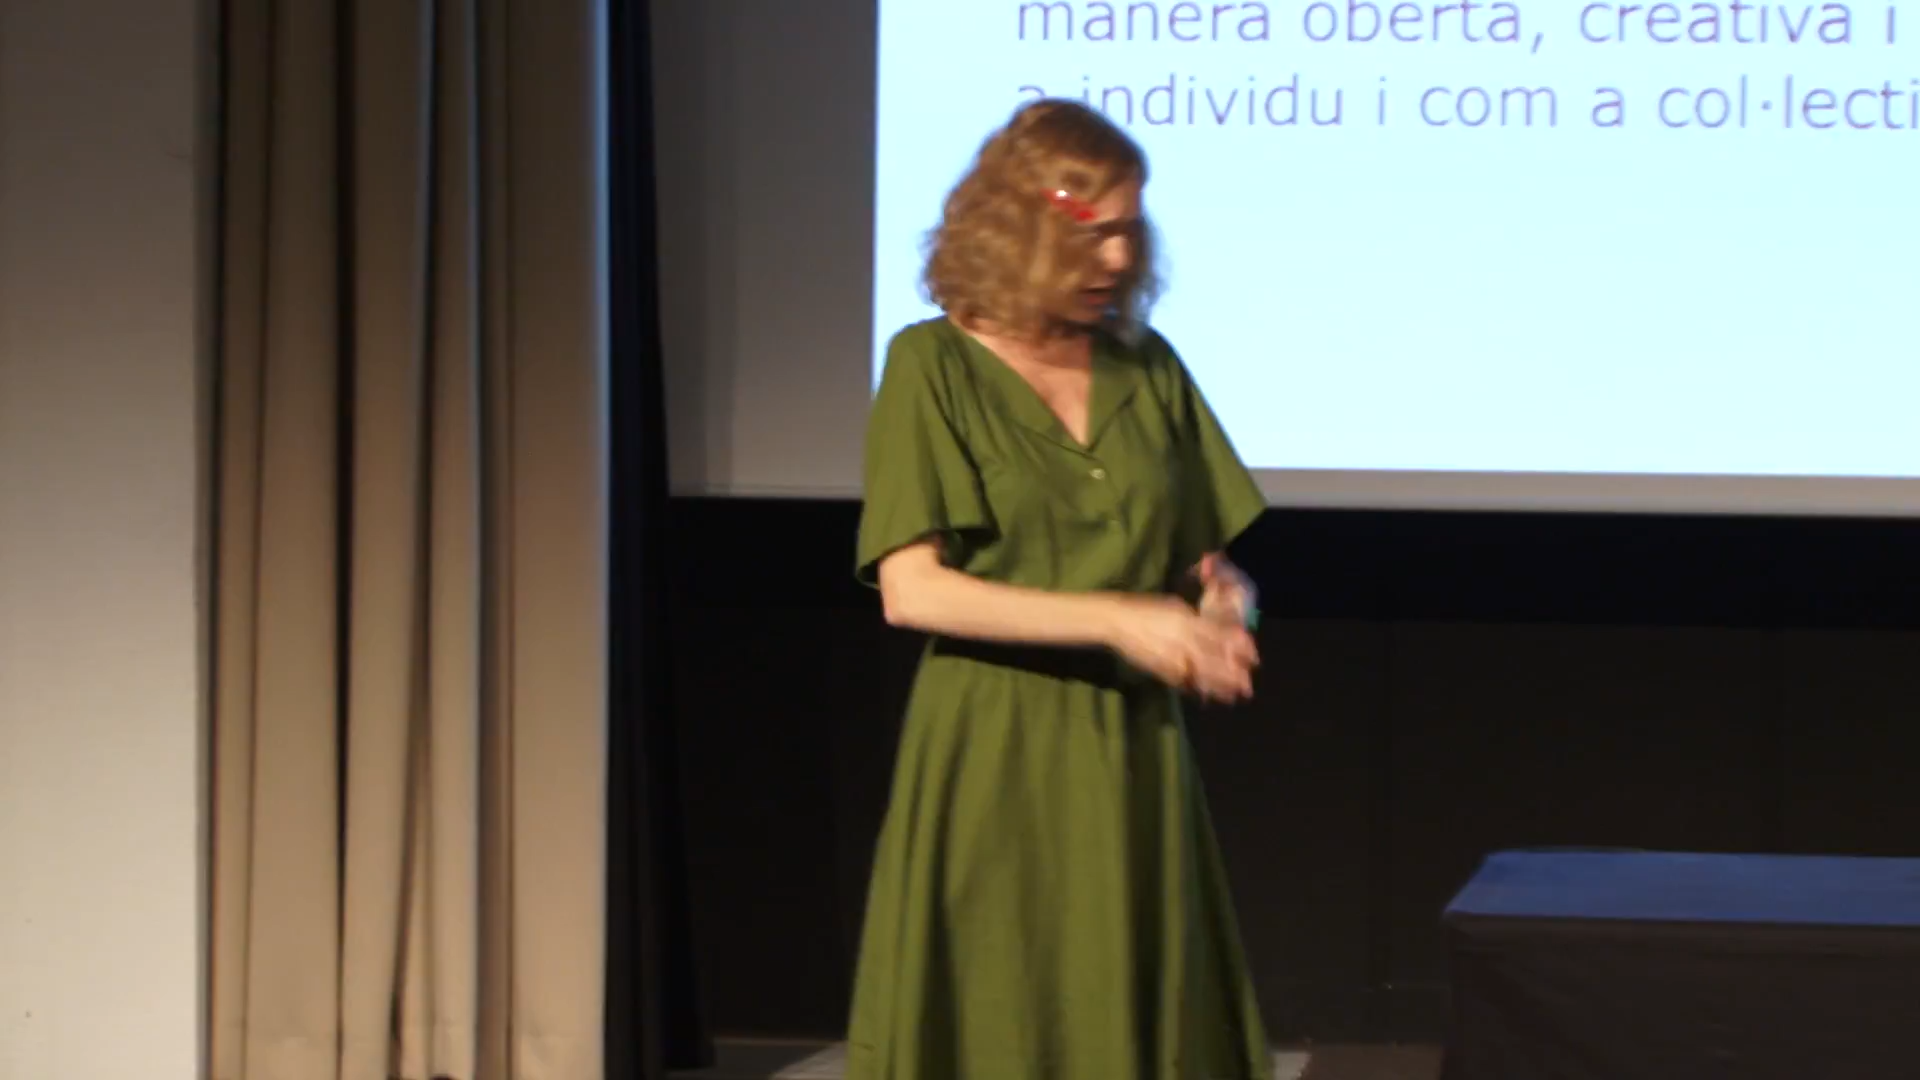 manera oberta, creativa i
a individu i com a col·lecti